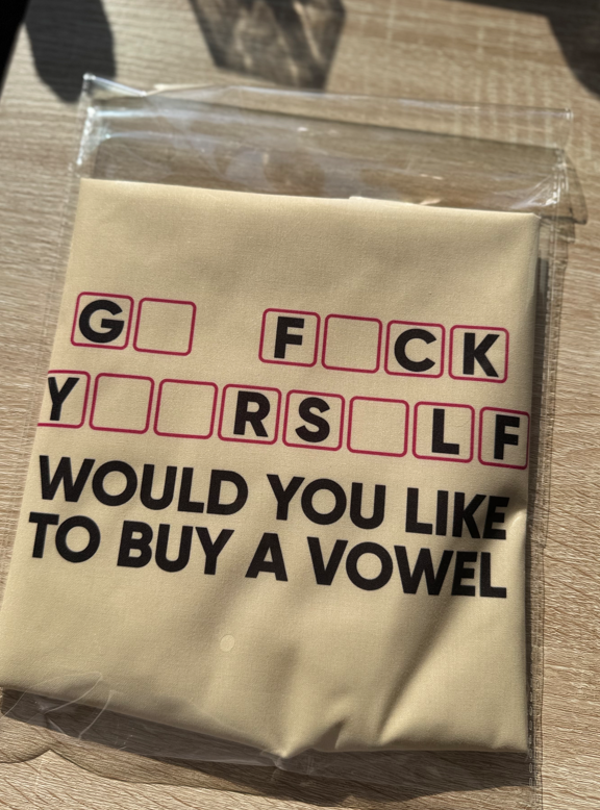 G F CK
Y RS LF
WOULD YOU LIKE
TO BUY A VOWEL